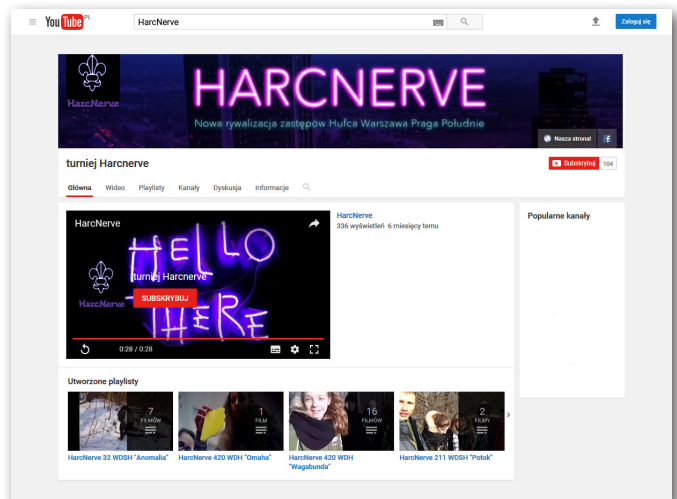 You Tube PL
HarcNerve
Zaloguj się
HarcNerve
HARCNERVE
Nowa rywalizacja zastępów Hufca Warszawa Praga Południe
Nasza strona!
turniej Harcnerve
Subskrybuj 104
Główna Wideo Playlisty Kanały Dyskusja Informacje
HarcNerve
HELLO
turniej Harcnerve
HarcNerve
SUBSKRYBUJ
THERE
0:28 / 0:28
HarcNerve
336 wyświetleń 6 miesięcy temu
Popularne kanały
Utworzone playlisty
7
FILMÓW
1
FILM
16
FILMÓW
2
FILMY
HarcNerve 32 WDSH "Anomalia"
HarcNerve 420 WDH "Omaha"
HarcNerve 420 WDH
"Wagabunda"
HarcNerve 211 WDSH "Potok"